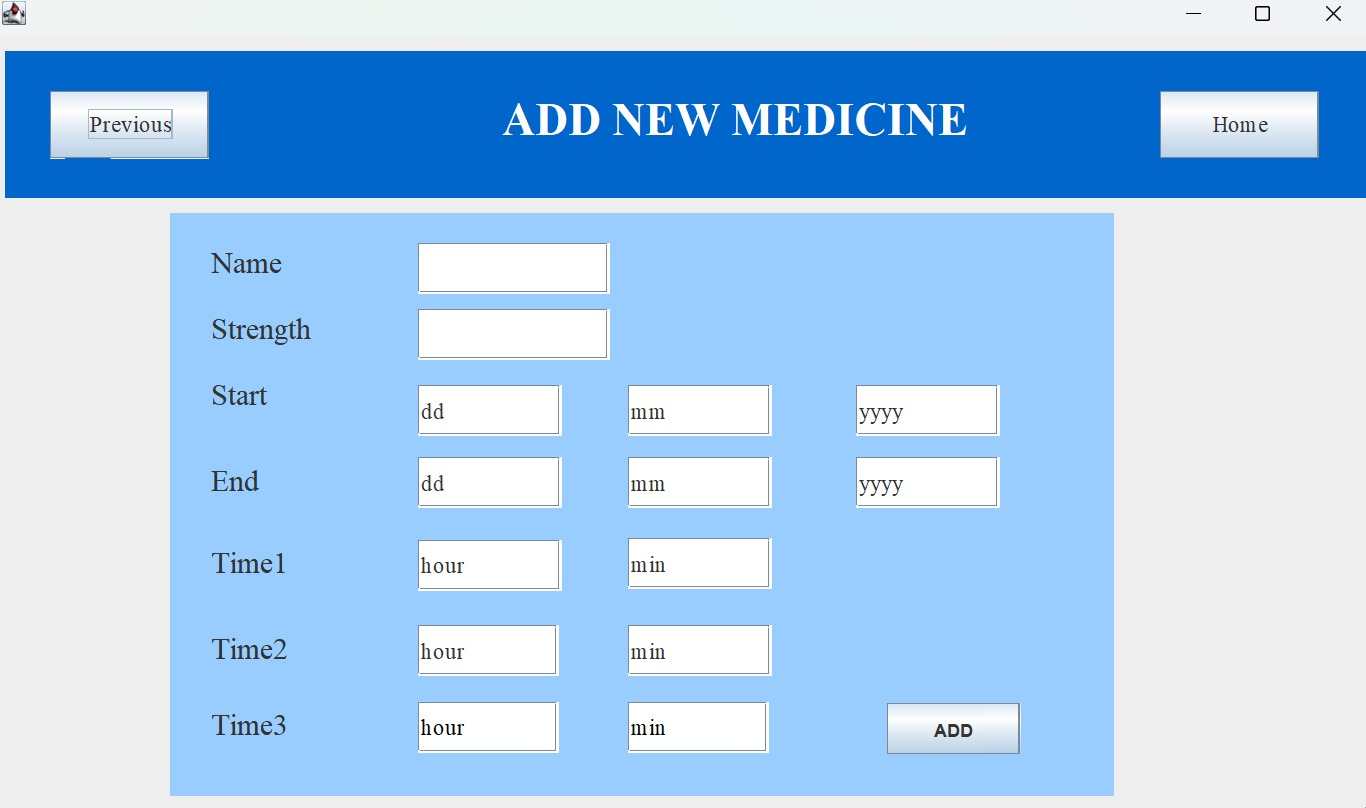 Previous ADD NEW MEDICINE Home
Name
Strength
Start dd mm yyyy
End dd mm yyyy
Time1 hour min
Time2 hour min
Time3 hour min ADD